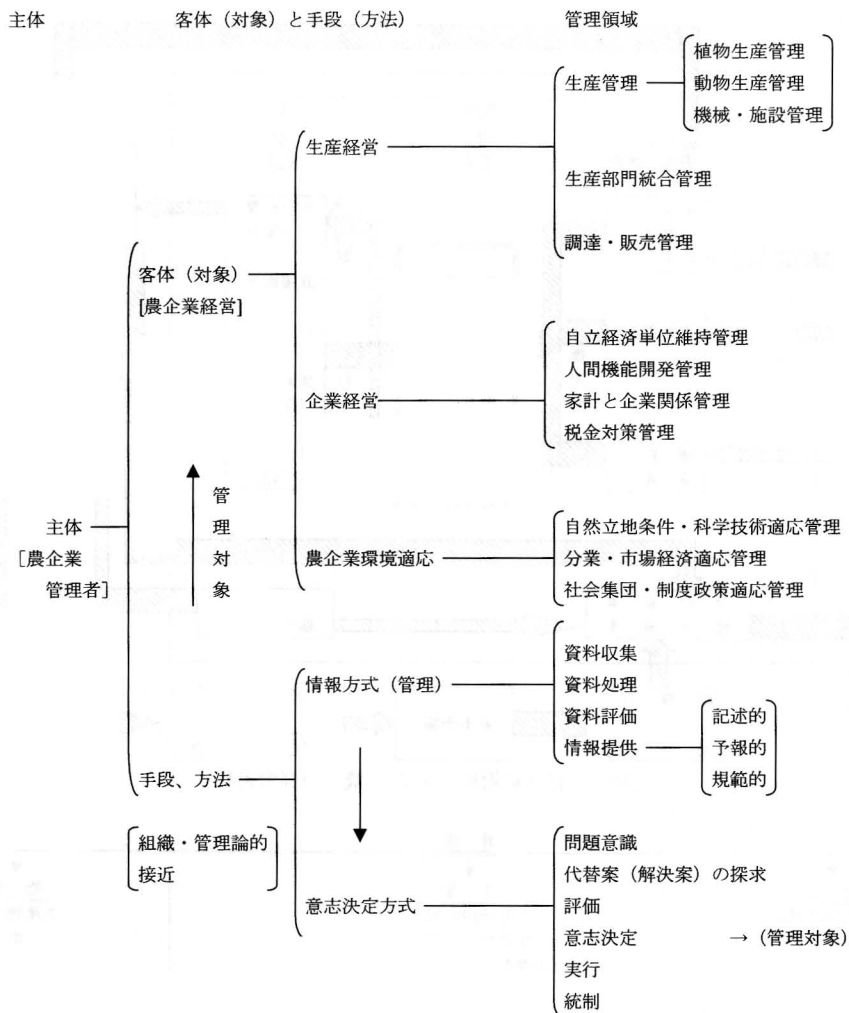 主体 客体（対象）と手段（方法） 管理領域
植物生産管理
生産管理 動物生産管理
機械・施設管理
生産経営
生産部門統合管理
調達・販売管理
客体（対象）
[農企業経営]
自立経済単位維持管理
人間機能開発管理
企業経営 家計と企業関係管理
税金対策管理
管理対象
主体
[農企業
管理者]
自然立地条件・科学技術適応管理
農企業環境適応 分業・市場経済適応管理
社会集団・制度政策適応管理
資料収集
情報方式（管理） 資料処理
資料評価 記述的
情報提供 予報的
規範的
手段、方法
組織・管理論的
接近
問題意識
代替案（解決案）の探求
意志決定方式 評価
意志決定 →（管理対象）
実行
統制